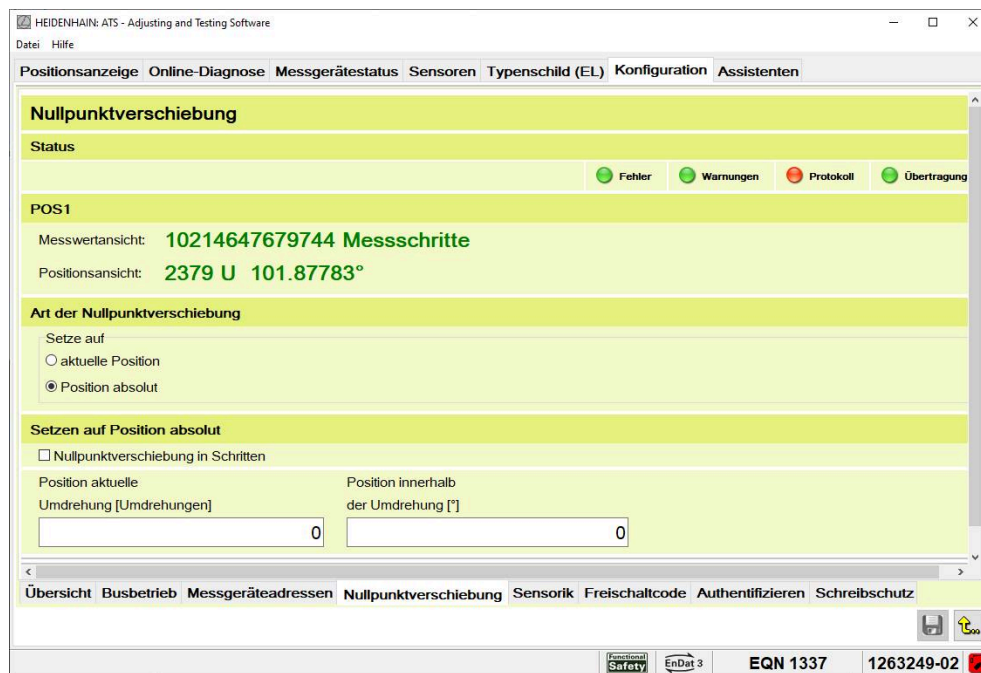 HEIDENHAIN: ATS - Adjusting and Testing Software
Datei Hilfe
Positionsanzeige Online-Diagnose Messgerätestatus Sensoren Typenschild (EL) Konfiguration Assistenten
Nullpunktverschiebung
Status
Fehler Warnungen Protokoll Übertragung
POS1
Messwertansicht: 10214647679744 Messschritte
Positionsansicht: 2379 U 101.87783°
Art der Nullpunktverschiebung
Setze auf
aktuelle Position
Position absolut
Setzen auf Position absolut
Nullpunktverschiebung in Schritten
Position aktuelle Position innerhalb
Umdrehung [Umdrehungen] der Umdrehung [°]
0 0
Übersicht Busbetrieb Messgeräteadressen Nullpunktverschiebung Sensorik Freischaltcode Authentifizieren Schreibschutz
Functional Safety EnDat 3 EQN 1337 1263249-02